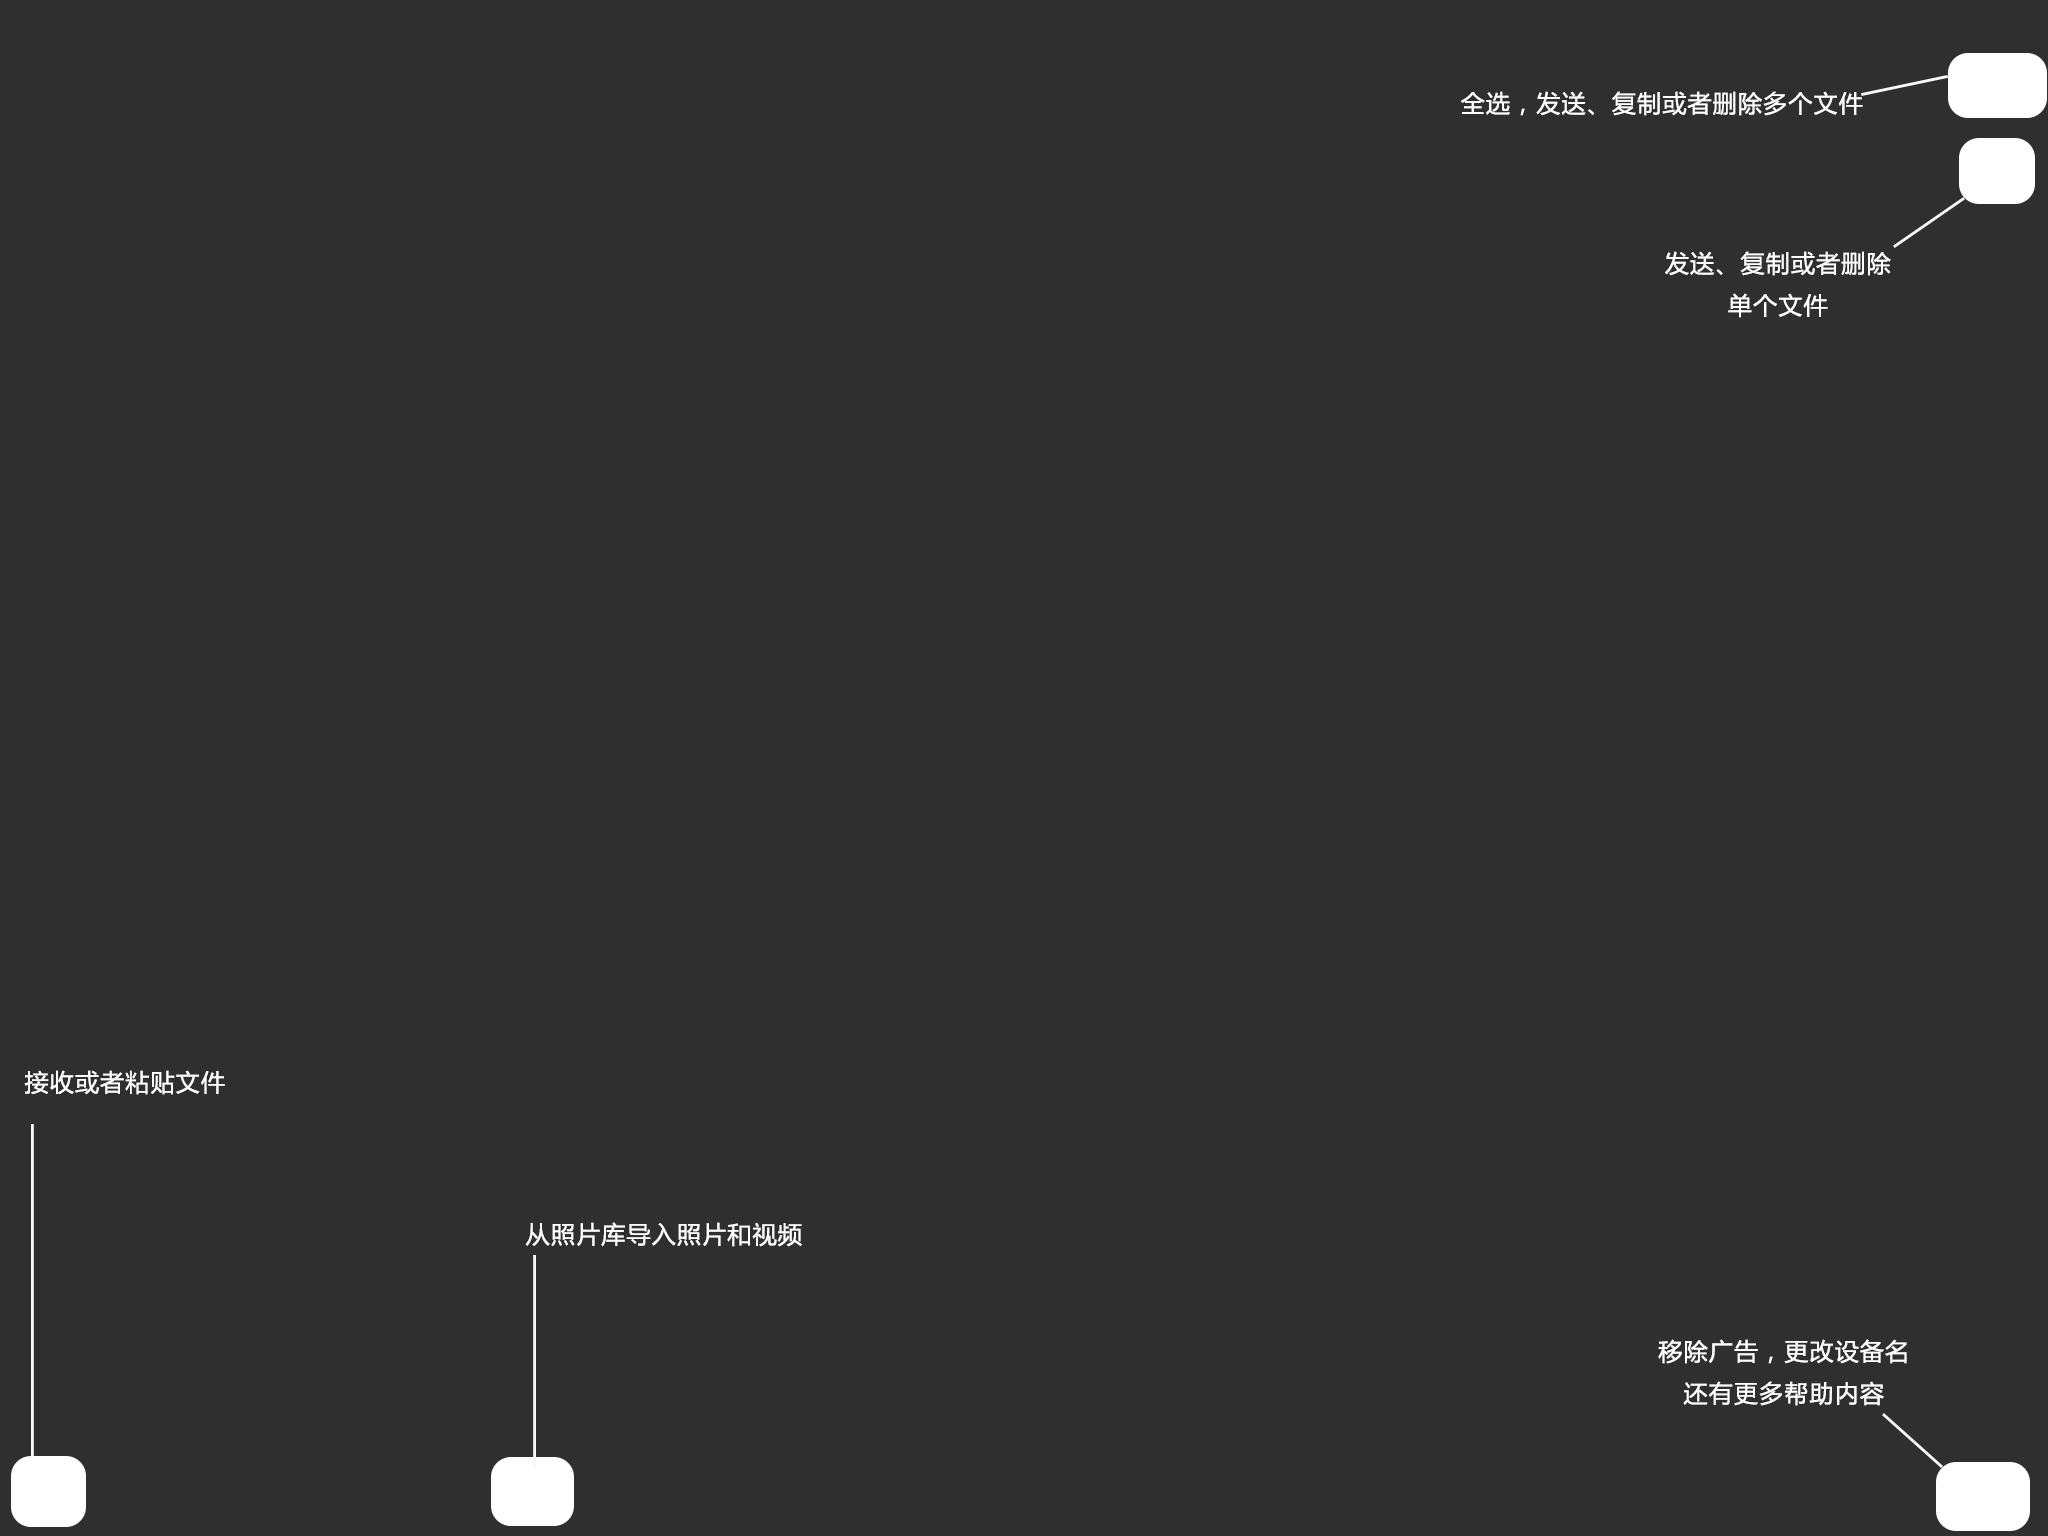 全选，发送、复制或者删除多个文件
发送、复制或者删除
单个文件
接收或者粘贴文件
从照片库导入照片和视频
移除广告，更改设备名
还有更多帮助内容